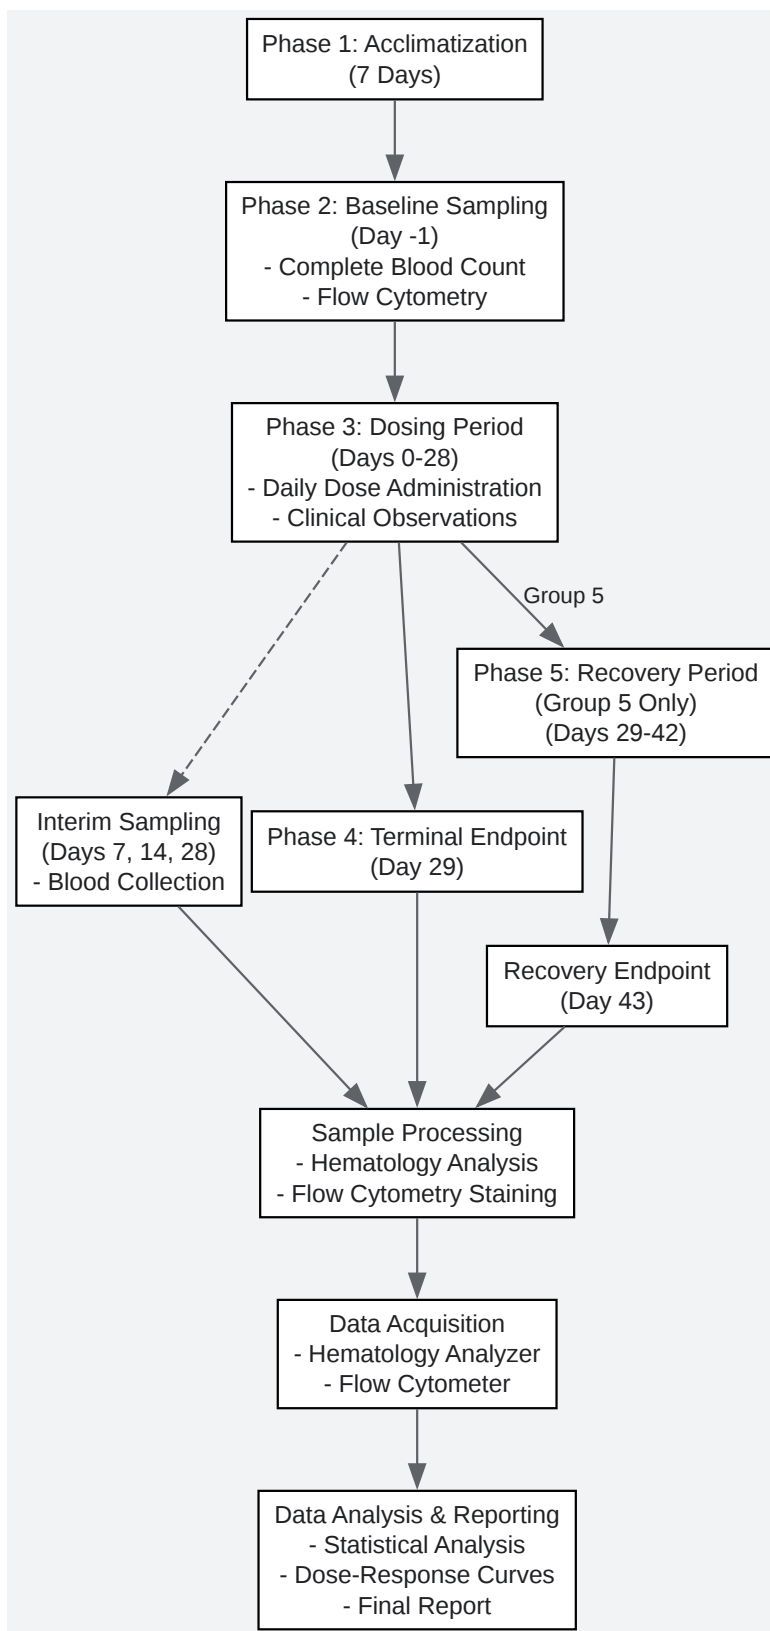 Phase 1: Acclimatization
(7 Days)
Phase 2: Baseline Sampling
(Day -1)
- Complete Blood Count
- Flow Cytometry
Phase 3: Dosing Period
(Days 0-28)
- Daily Dose Administration
- Clinical Observations
Group 5
Phase 5: Recovery Period
(Group 5 Only)
(Days 29-42)
Interim Sampling
(Days 7, 14, 28)
- Blood Collection
Phase 4: Terminal Endpoint
(Day 29)
Recovery Endpoint
(Day 43)
Sample Processing
- Hematology Analysis
- Flow Cytometry Staining
Data Acquisition
- Hematology Analyzer
- Flow Cytometer
Data Analysis & Reporting
- Statistical Analysis
- Dose-Response Curves
- Final Report